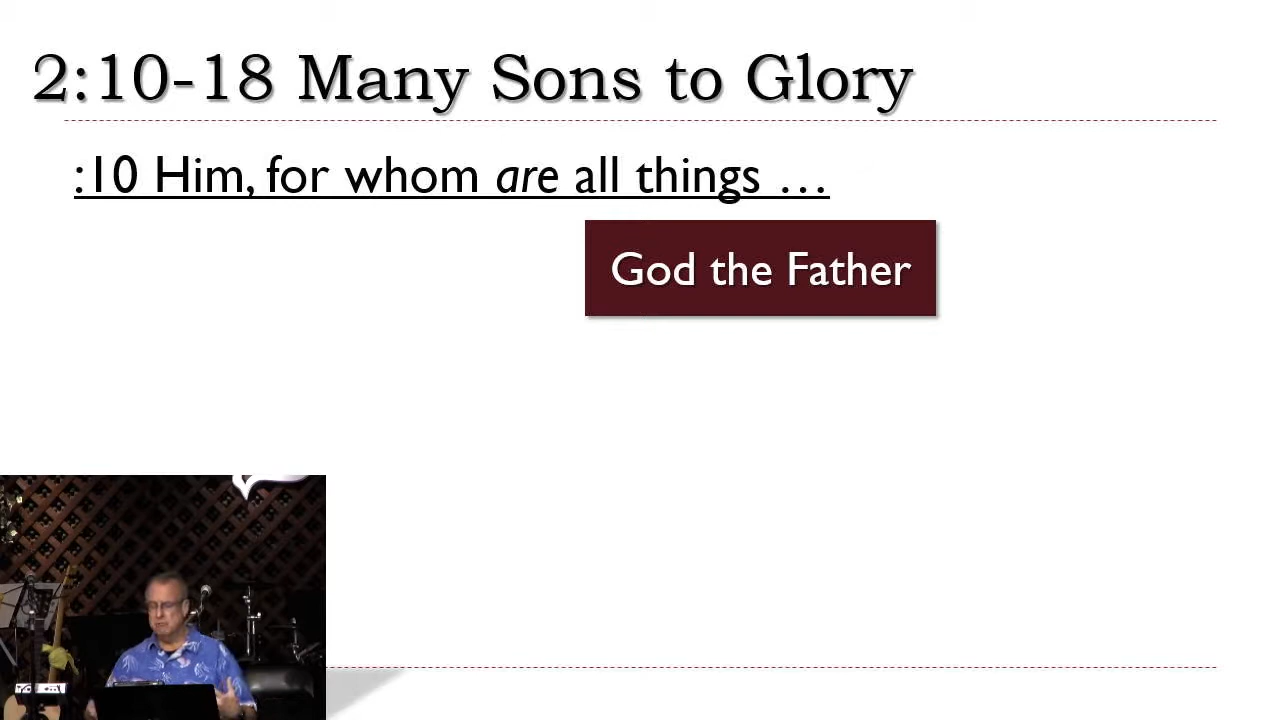 2:10-18 Many Sons to Glory
:10 Him, for whom are all things …
God the Father